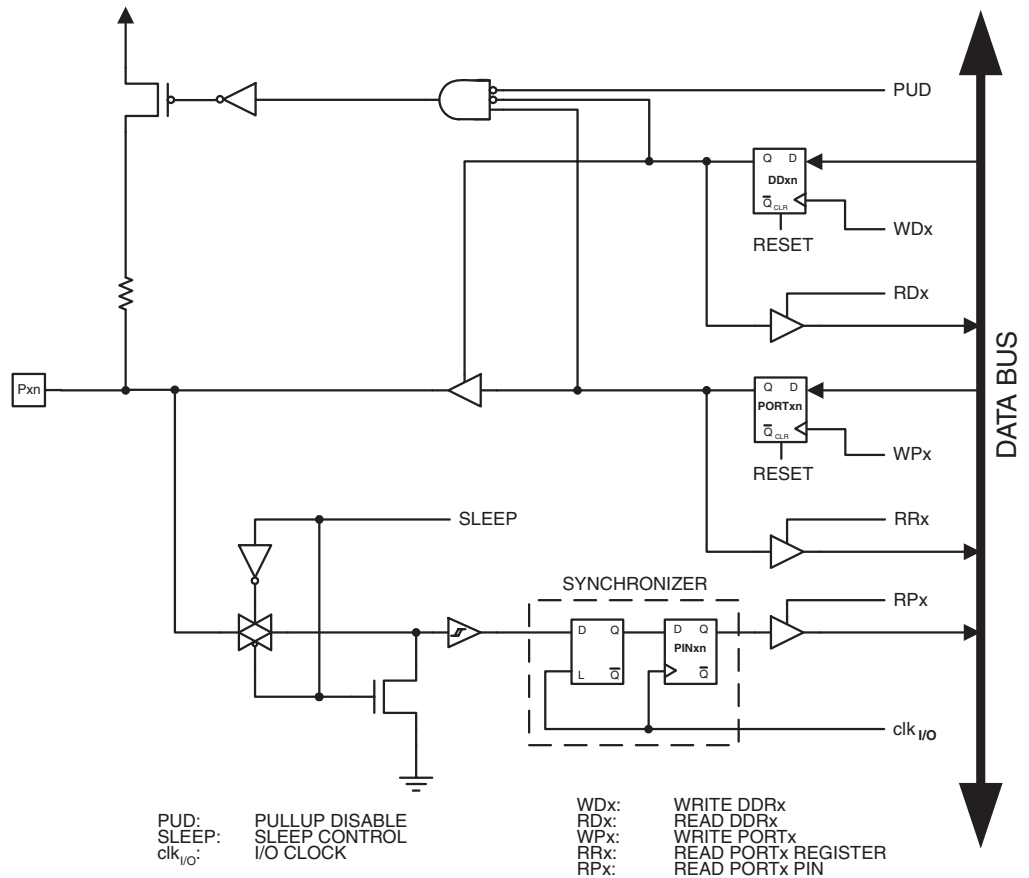 PUD
Q D
DDxn
Q CLR
WDx
RESET
RDx
Pxn
Q D
PORTxn
Q CLR
WPx
RESET
DATA BUS
SLEEP
RRx
SYNCHRONIZER
RPx
D Q
D Q
PINxn
L Q
Q
clk I/O
PUD: PULLUP DISABLE
SLEEP: SLEEP CONTROL
clkI/O: I/O CLOCK
WDx: WRITE DDRx
RDx: READ DDRx
WPx: WRITE PORTx
RRx: READ PORTx REGISTER
RPx: READ PORTx PIN